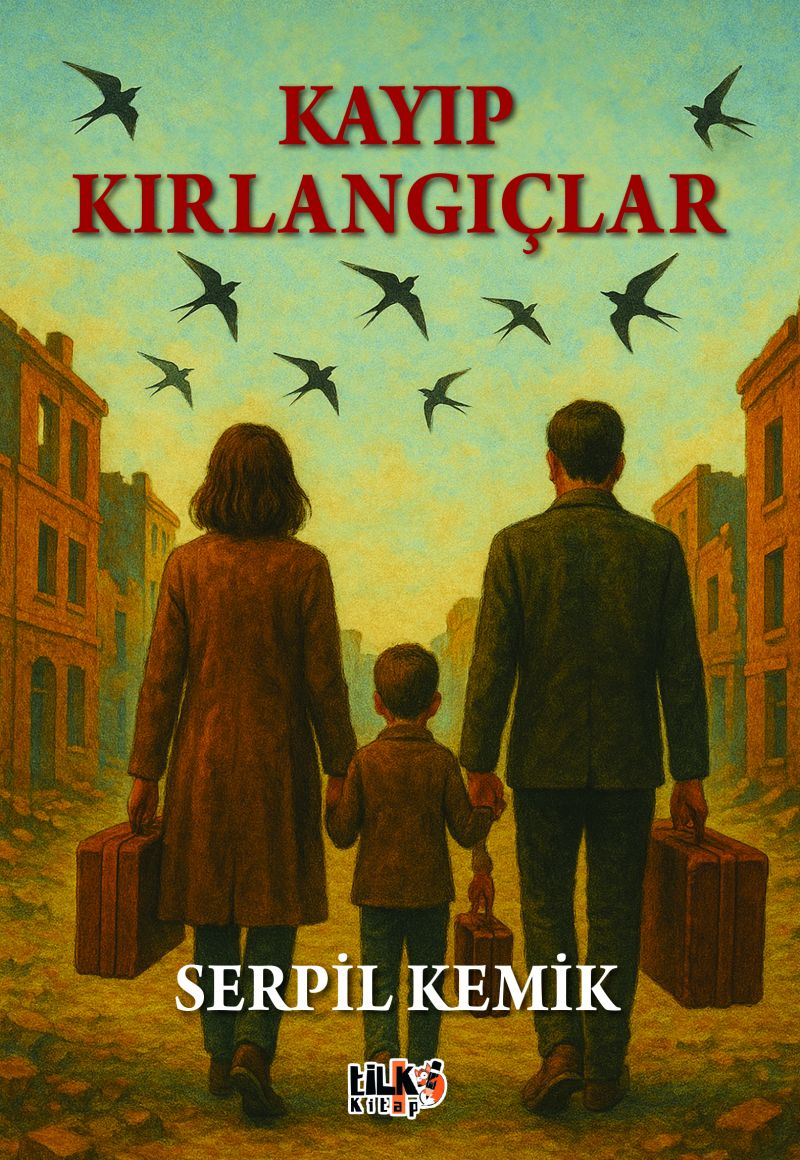 KAYIP
KIRLANGIÇLAR
SERPİL KEMİK
tiLKi
Kitap